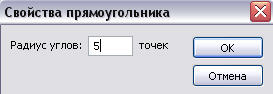 Свойства прямоугольника
Радиус углов: 5 точек
OK
Отмена